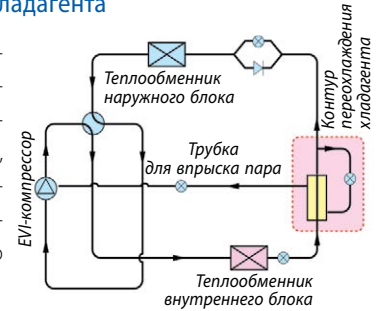 хладагента
Теплообменник
наружного блока
Контур
переохлаждения
хладагента
Трубка
для впрыска пара
EVI-компрессор
Теплообменник
внутреннего блока